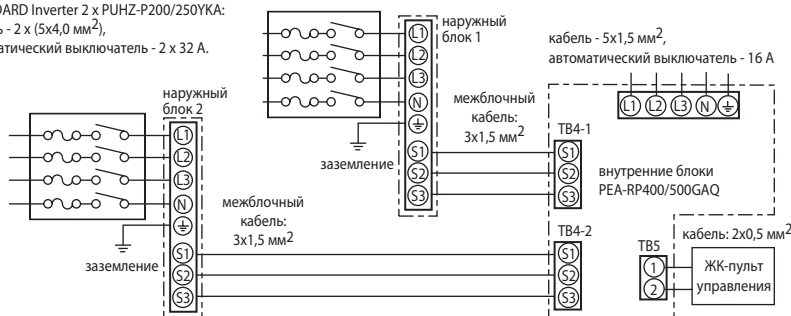 DARD Inverter 2 x PUHZ-P200/250YKA:
ь - 2 x (5x4,0 мм2),
матический выключатель - 2 x 32 А.
наружный
блок 1
L1
L2
L3
N
S1
S2
S3
заземление
межблочный
кабель:
3x1,5 мм2
кабель - 5x1,5 мм2,
автоматический выключатель - 16 А
L1 L2 L3 N
TB4-1
S1
S2
S3
внутренние блоки
PEA-RP400/500GAQ
наружный
блок 2
L1
L2
L3
N
S1
S2
S3
заземление
межблочный
кабель:
3x1,5 мм2
TB4-2
S1
S2
S3
TB5
1
2
кабель: 2x0,5 мм2
ЖК-пульт
управления